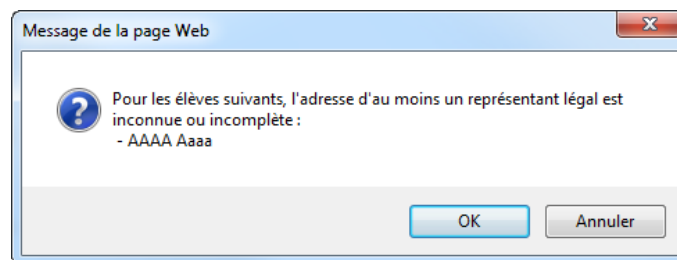 Message de la page Web
x
?
Pour les élèves suivants, l'adresse d'au moins un représentant légal est
inconnue ou incomplète :
- AAAA Aaaa
OK
Annuler